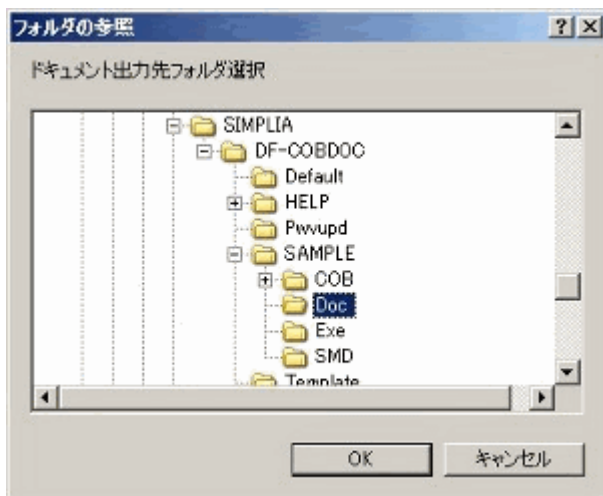 フォルダの参照
ドキュメント出力先フォルダ選択
SIMPLIA
DF-COBDOC
Default
HELP
Pwvupd
SAMPLE
COB
Doc
Exe
SMD
Template
OK
キャンセル